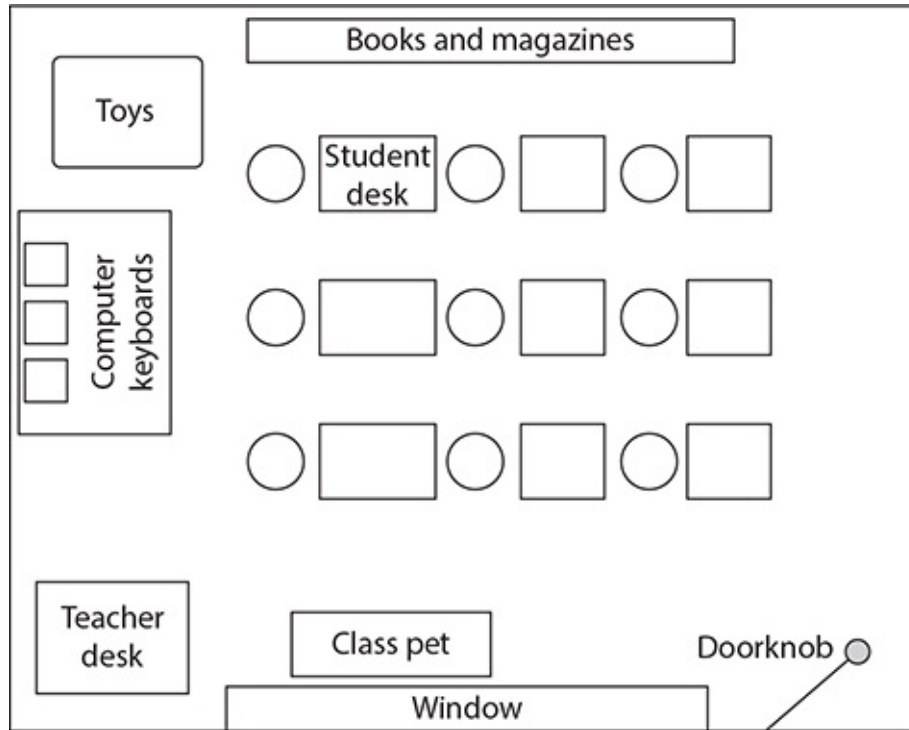 Books and magazines
Toys
Student
desk
Computer
keyboards
Teacher
desk
Class pet
Doorknob
Window